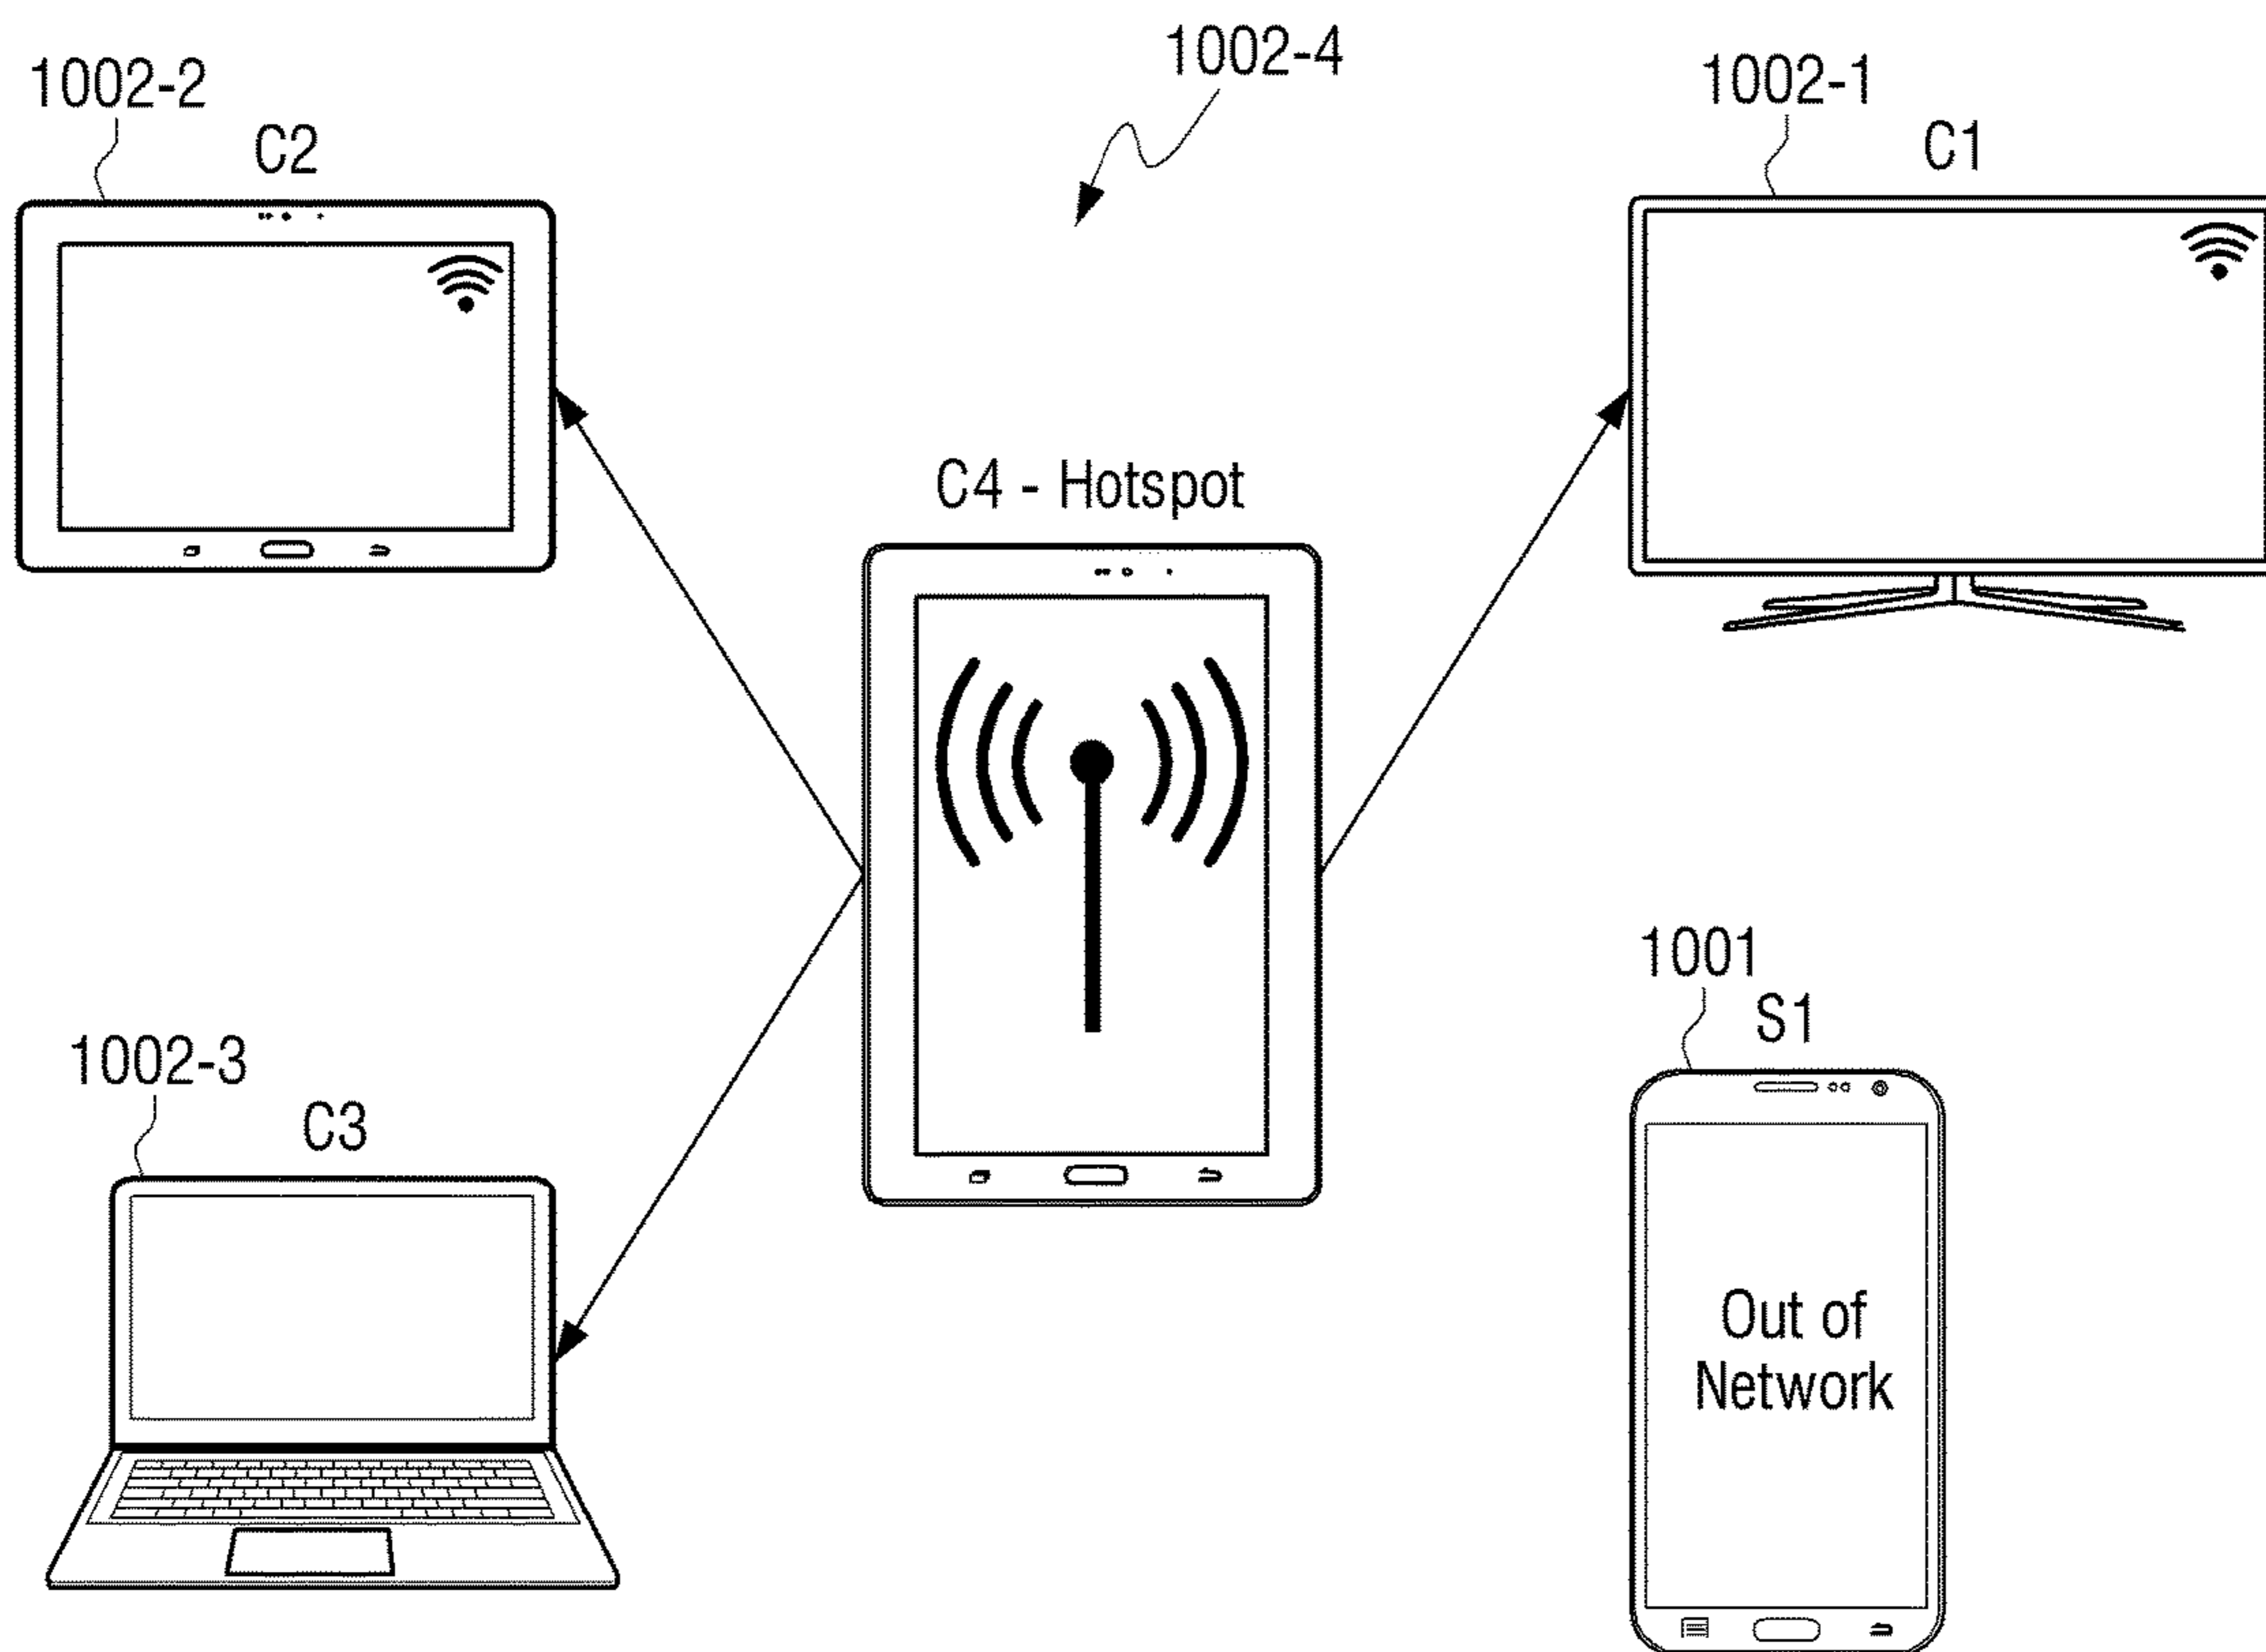 1002-4
1002-2
C2
1002-1
C1
C4 - Hotspot
1001
S1
1002-3
C3
Out of
Network